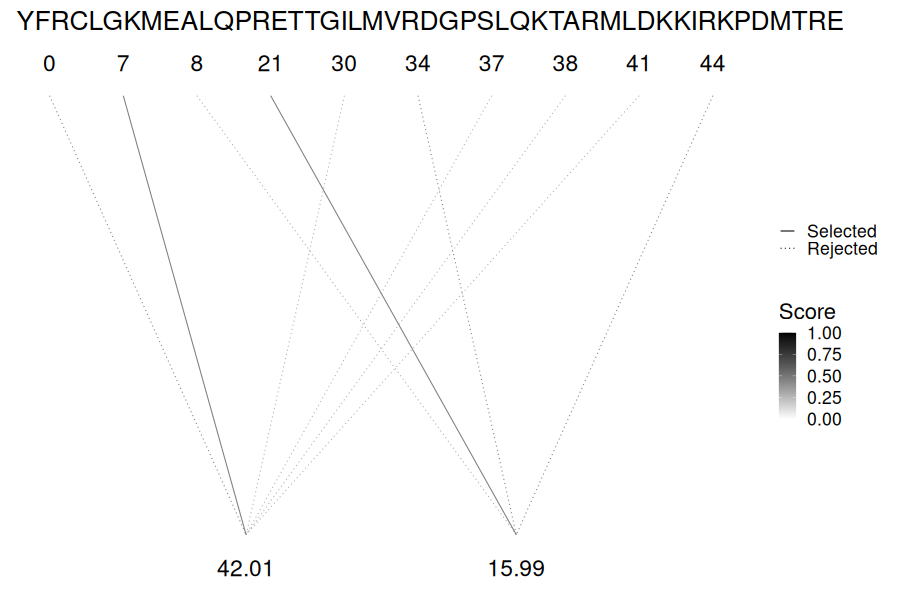 YFRCLGKMEALQPRETTGILMVRDGPSLQKTARMLDKKIRKPDMTRE
0 7 8 21 30 34 37 38 41 44
Selected
Rejected
Score
1.00
0.75
0.50
0.25
0.00
42.01 15.99